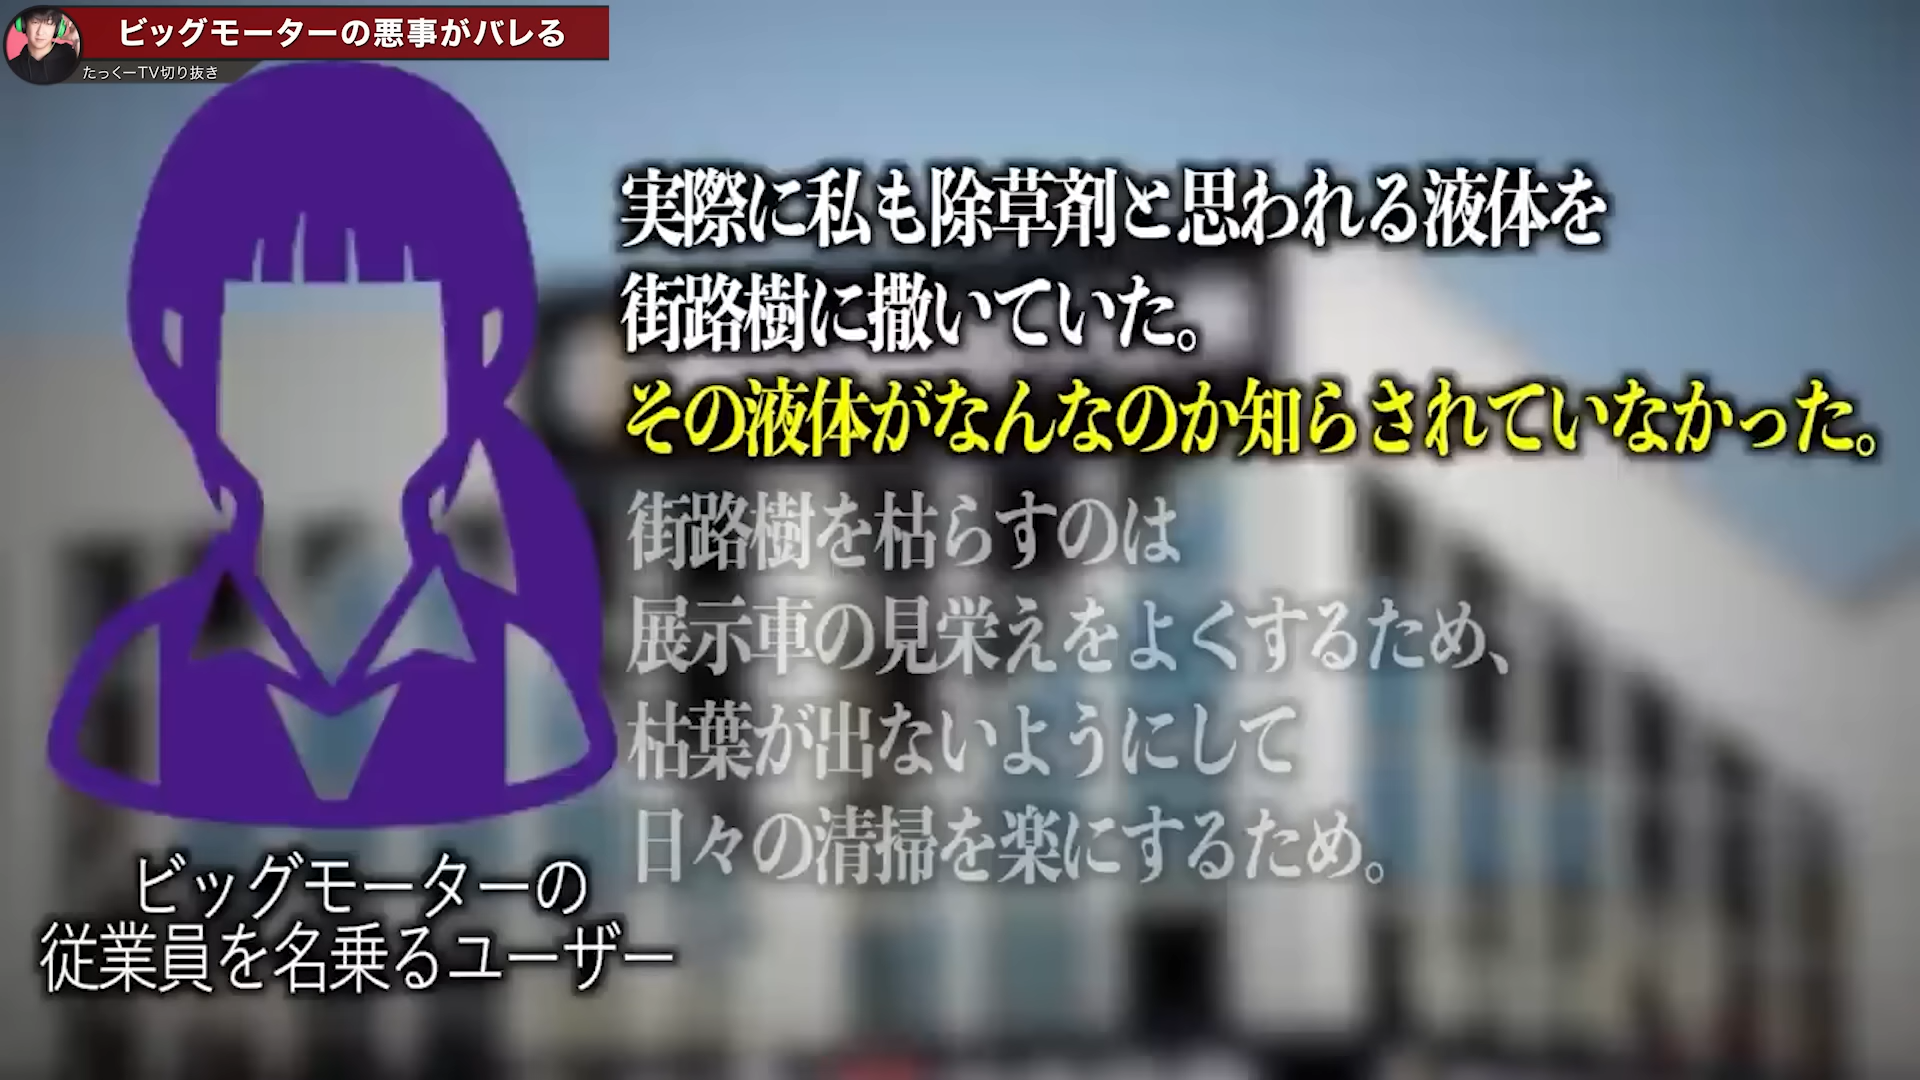 ビッグモーターの悪事がバレる
たっくーTV切り抜き
実際に私も除草剤と思われる液体を
街路樹に撒いていた。
その液体がなんなのか知らされていなかった。
街路樹を枯らすのは
展示車の見栄えをよくするため、
枯葉が出ないようにして
日々の清掃を楽にするため。
ビッグモーターの
従業員を名乗るユーザー